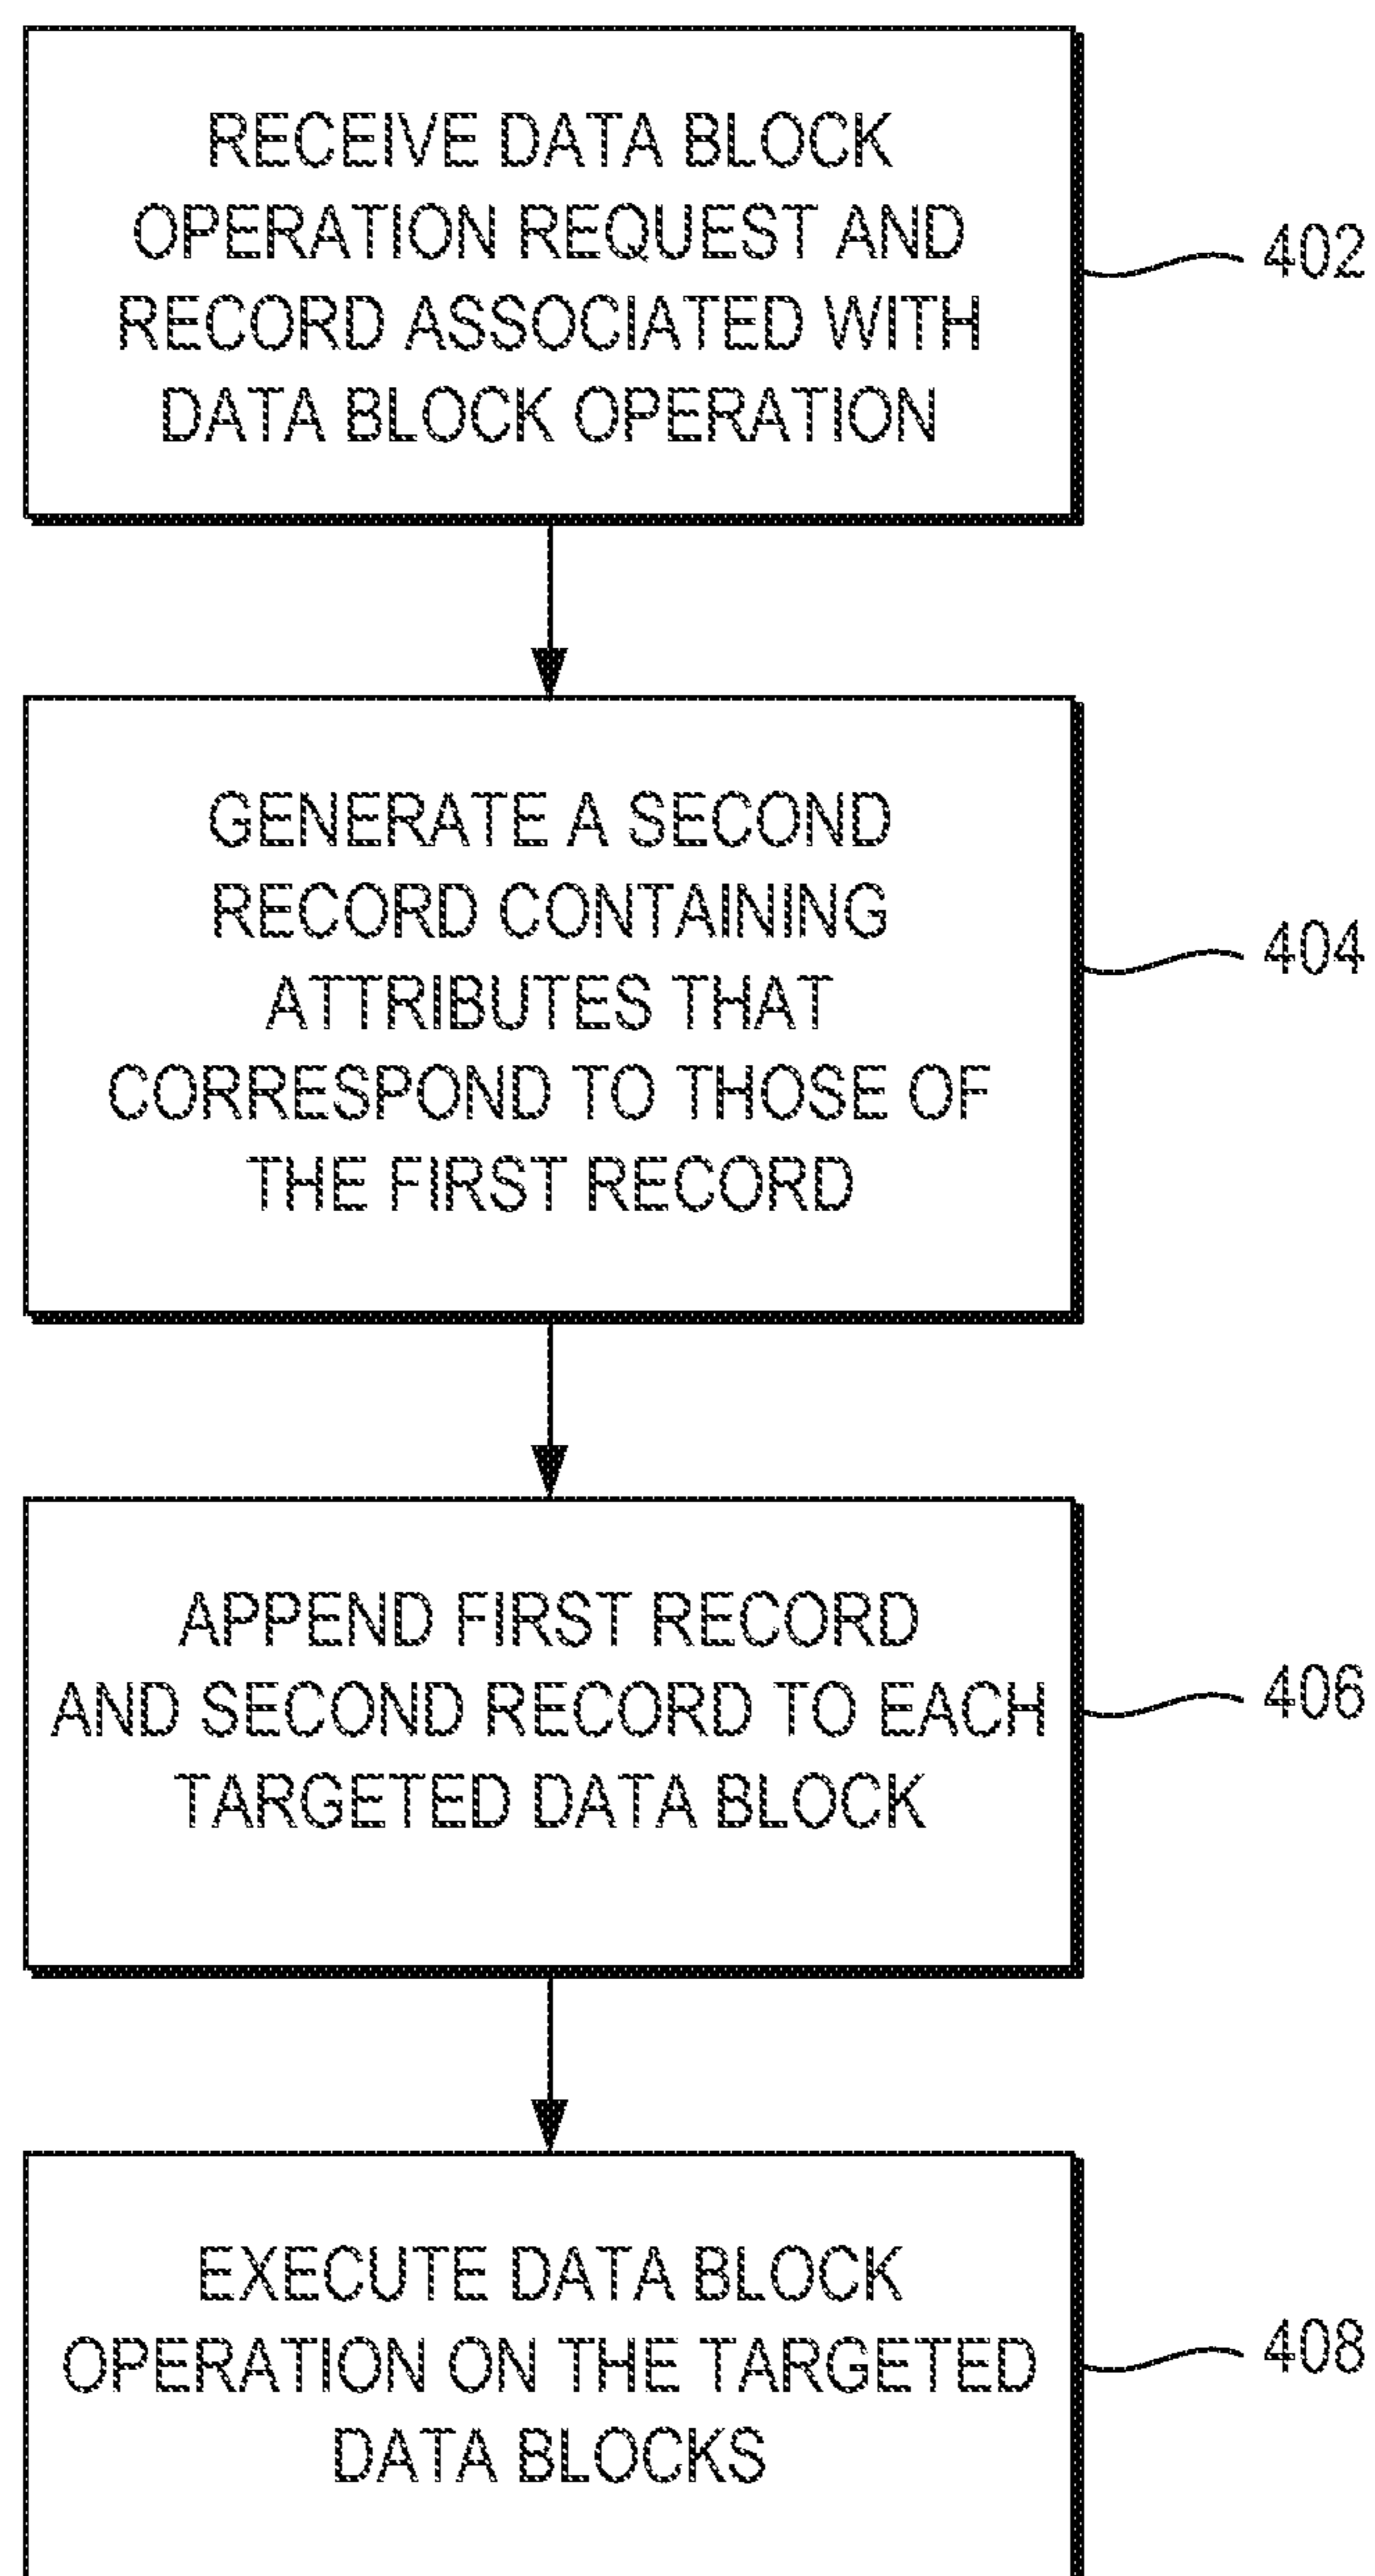 RECEIVE DATA BLOCK
OPERATION REQUEST AND
RECORD ASSOCIATED WITH
DATA BLOCK OPERATION
402
GENERATE A SECOND
RECORD CONTAINING
ATTRIBUTES THAT
CORRESPOND TO THOSE OF
THE FIRST RECORD
404
APPEND FIRST RECORD
AND SECOND RECORD TO EACH
TARGETED DATA BLOCK
406
EXECUTE DATA BLOCK
OPERATION ON THE TARGETED
DATA BLOCKS
408